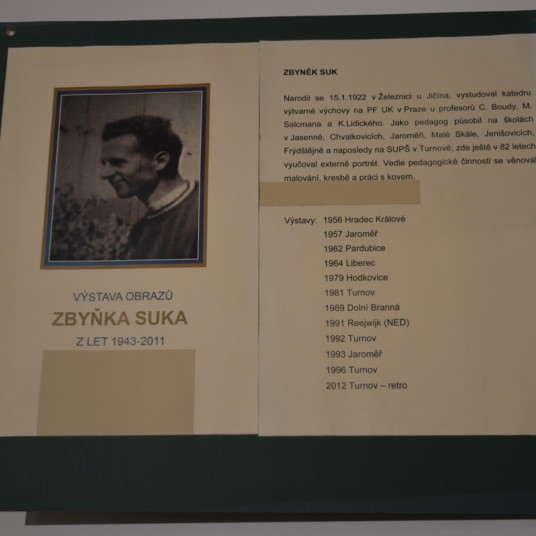 VÝSTAVA OBRAZŮ
ZBYŇKA SUKA
Z LET 1943-2011
ZBYNĚK SUK
Narodil se 15.1.1922 v Železnici u Jičína, vystudoval katedru
výtvarné výchovy na PF UK v Praze u profesorů C. Boudy, M.
Salcmana a K.Lidického. Jako pedagog působil na školách
v Jasenné, Chvalkovicích, Jaroměři, Malé Skále, Jenišovicích,
Frýdštejně a naposledy na SUPŠ v Turnově; zde ještě v 82 letech
vyučoval externě portrét. Vedle pedagogické činnosti se věnoval
malování, kresbě a práci s kovem.
Výstavy: 1956 Hradec Králové
1957 Jaroměř
1962 Pardubice
1964 Liberec
1979 Hodkovice
1981 Turnov
1989 Dolní Branná
1991 Reejwijk (NED)
1992 Turnov
1993 Jaroměř
1996 Turnov
2012 Turnov – retro